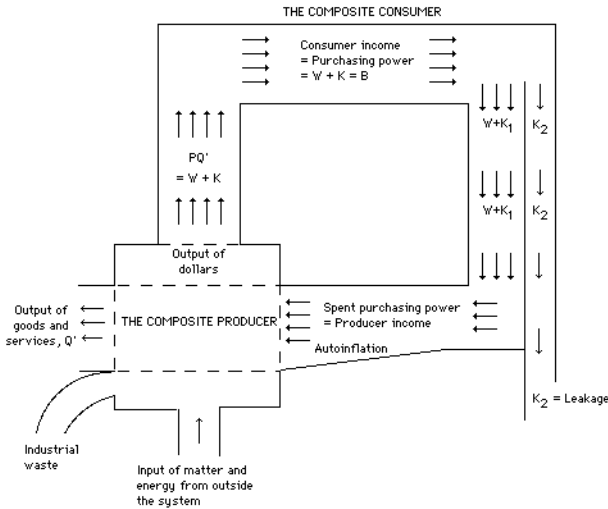 THE COMPOSITE CONSUMER
Consumer income
= Purchasing power
= W + K = B
W+K1
K2
PQ'
= W + K
W+K1
K2
Output of
dollars
Output of
goods and
services, Q'
THE COMPOSITE PRODUCER
Spent purchasing power
= Producer income
Autoinflation
K2 = Leakage
Industrial
waste
Input of matter and
energy from outside
the system